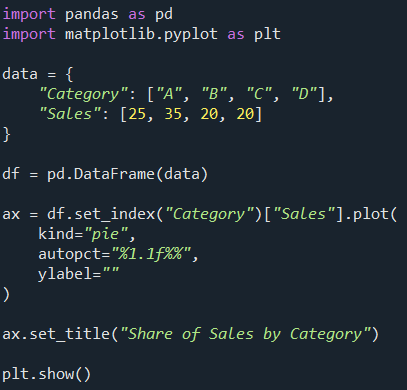 import pandas as pd
import matplotlib.pyplot as plt

data = {
    "Category": ["A", "B", "C", "D"],
    "Sales": [25, 35, 20, 20]
}

df = pd.DataFrame(data)

ax = df.set_index("Category")["Sales"].plot(
    kind="pie",
    autopct="%1.1f%%",
    ylabel=""
)

ax.set_title("Share of Sales by Category")

plt.show()